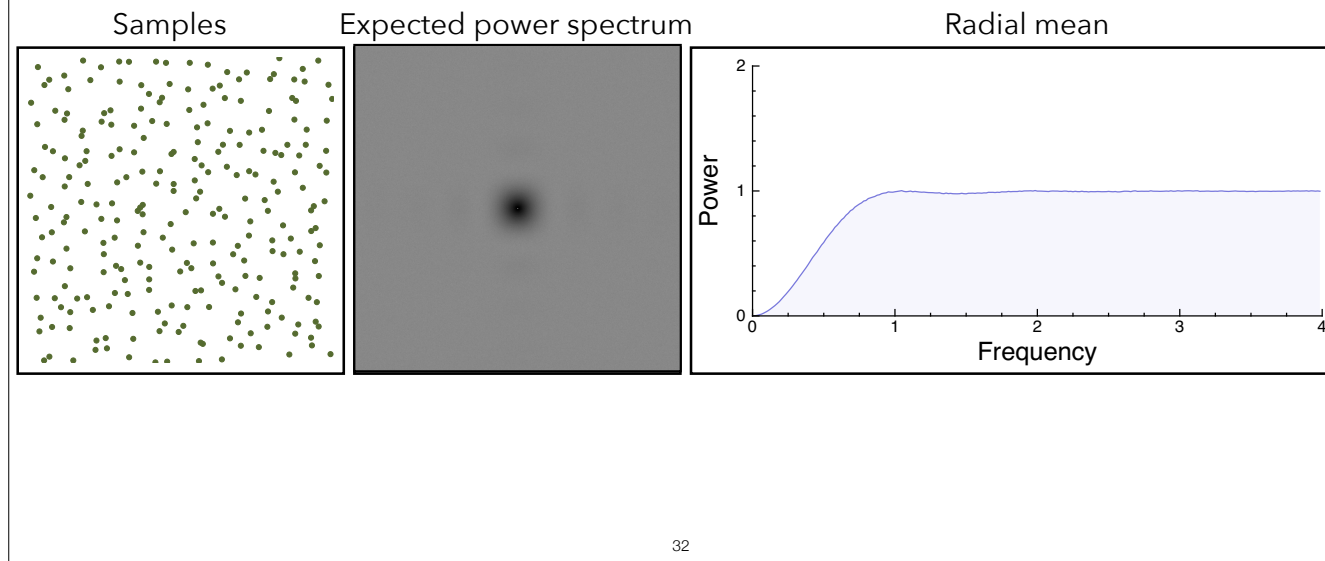 Samples
Expected power spectrum
Radial mean
2
1
0
Power
0 1 2 3 4
Frequency
32